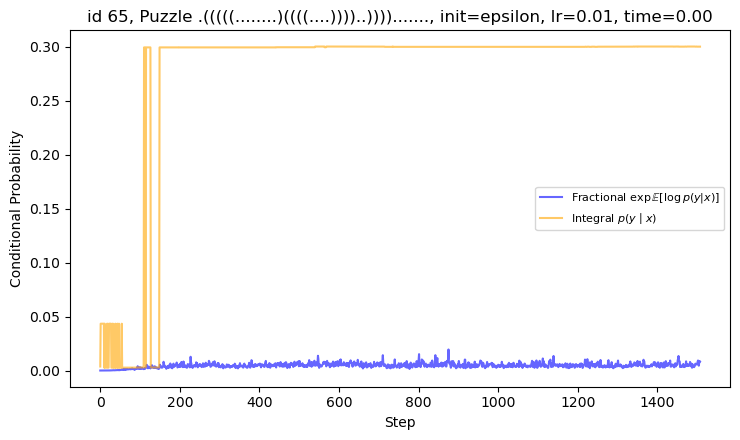 id 65, Puzzle .(((((........)((((....))))..))))......., init=epsilon, lr=0.01, time=0.00
0.30
0.25
0.20
0.15
0.10
0.05
0.00
Conditional Probability
Fractional exp𝔼[log p(y|x)]
Integral p(y | x)
0 200 400 600 800 1000 1200 1400
Step